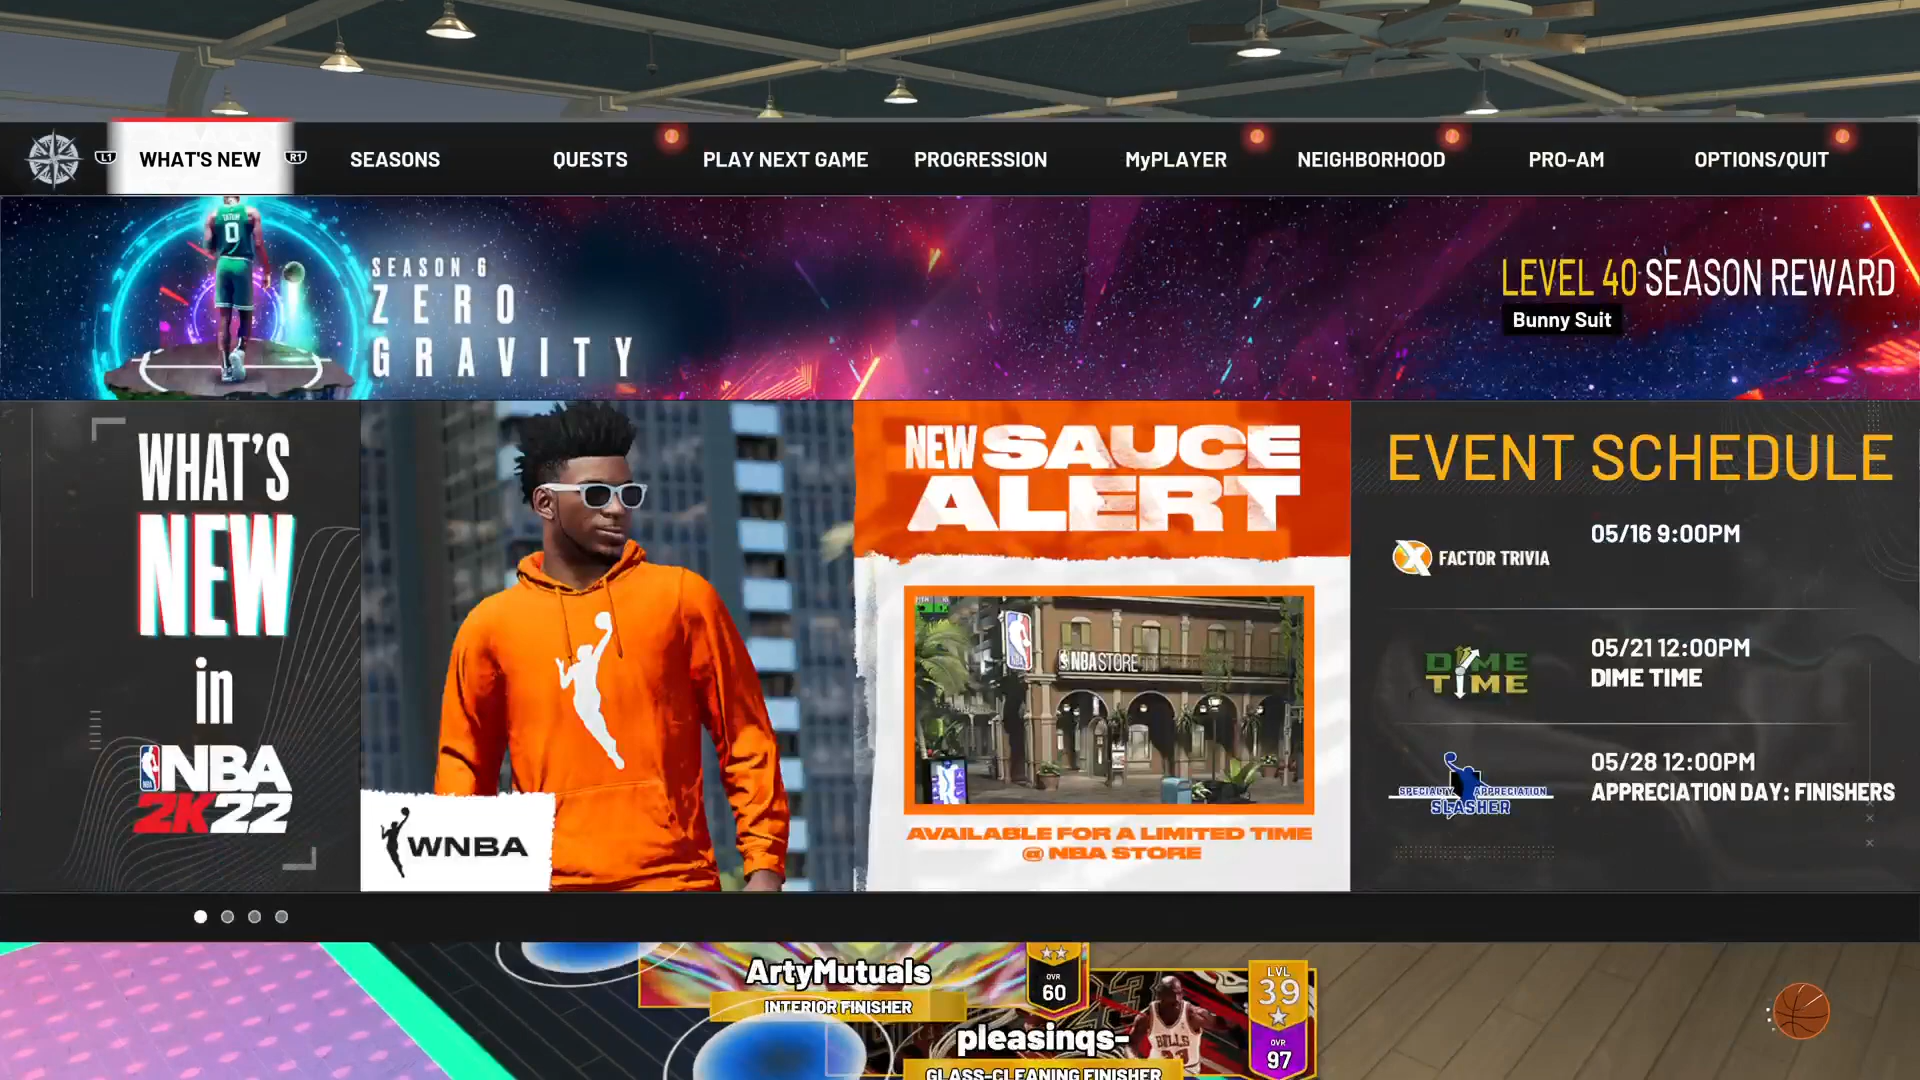 L1
WHAT'S NEW
R1
SEASONS
QUESTS
PLAY NEXT GAME
PROGRESSION
MyPLAYER
NEIGHBORHOOD
PRO-AM
OPTIONS/QUIT
TATUM
0
SEASON 6
ZERO
GRAVITY
LEVEL 40 SEASON REWARD
Bunny Suit
WHAT'S
NEW
in
NBA
2K22
WNBA
NEW SAUCE
ALERT
NBA STORE
AVAILABLE FOR A LIMITED TIME
@ NBA STORE
EVENT SCHEDULE
X FACTOR TRIVIA
05/16 9:00PM
DIME
TIME
05/21 12:00PM
DIME TIME
SPECIALTY APPRECIATION
SLASHER
05/28 12:00PM
APPRECIATION DAY: FINISHERS
ArtyMutuals
INTERIOR FINISHER
OVR
60
pleasinqs-
GLASS-CLEANING FINISHER
BULLS
23
LVL
39
OVR
97